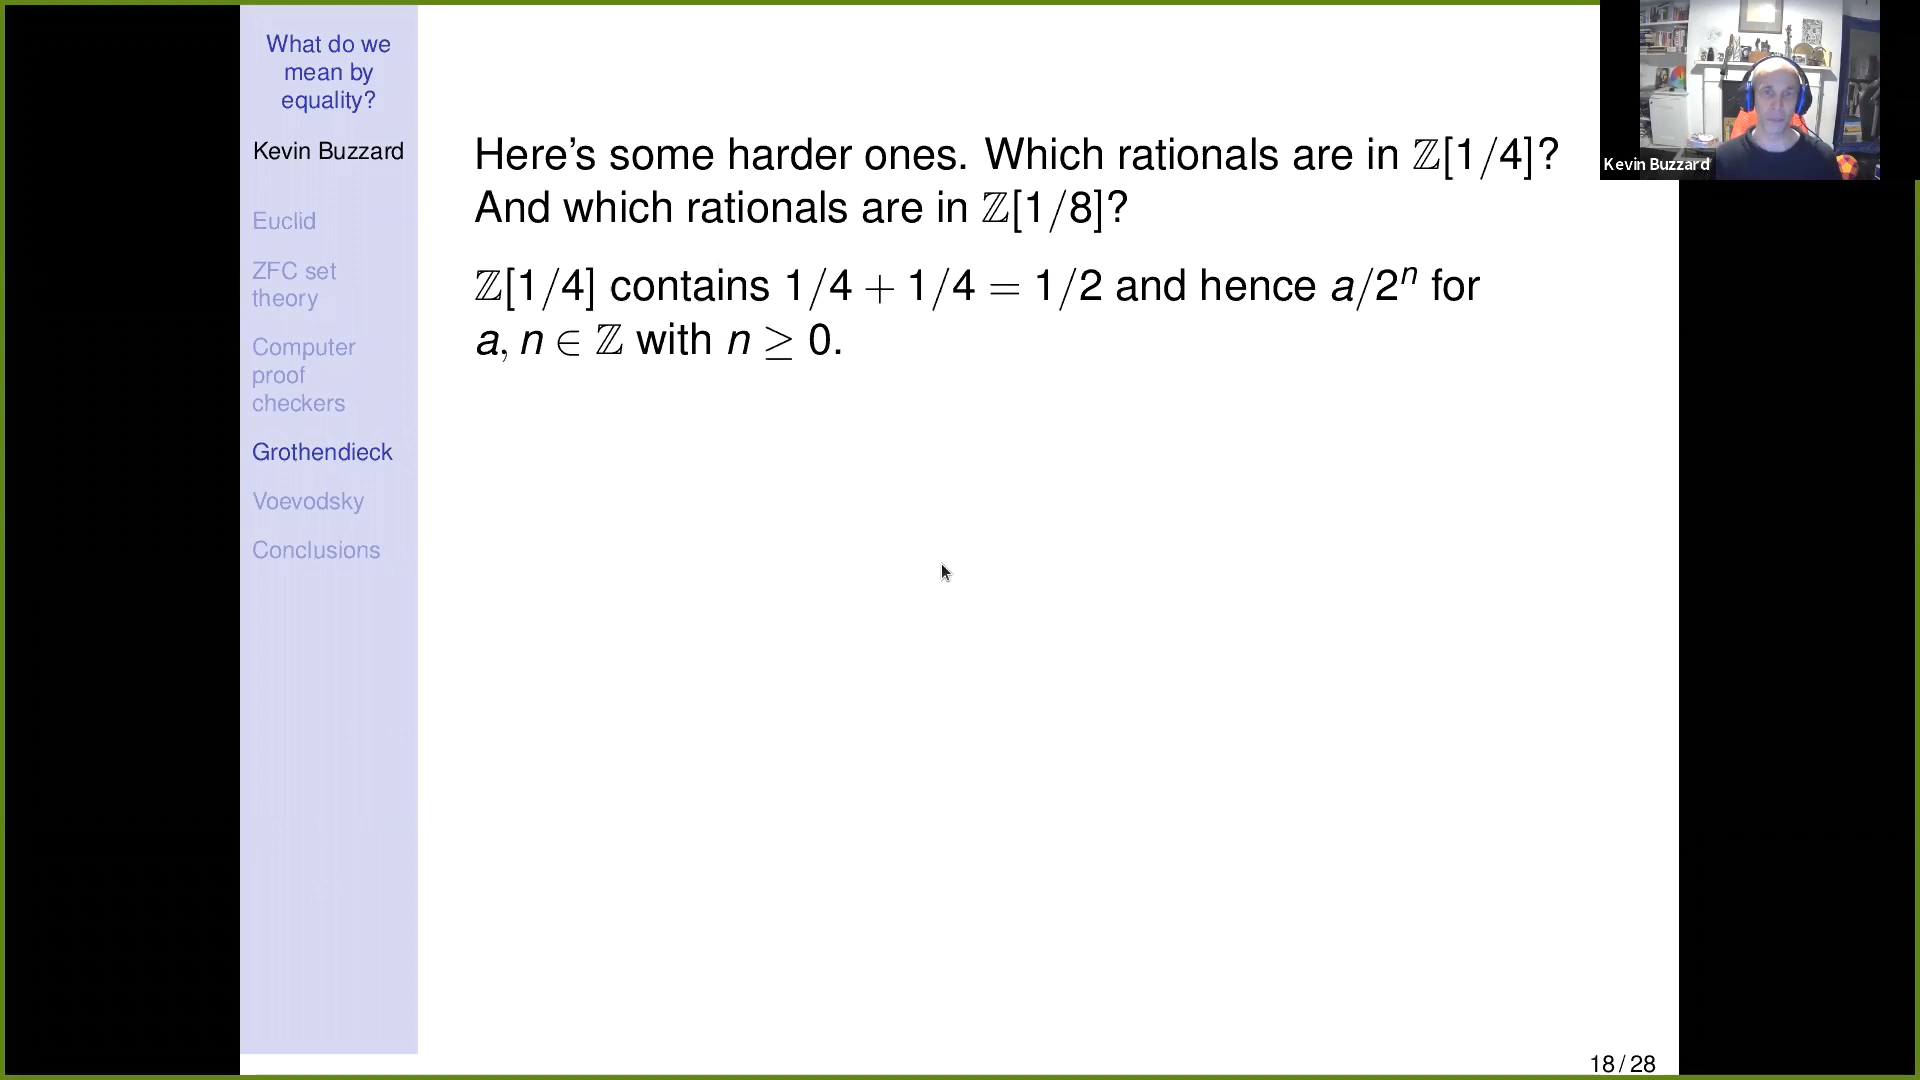 What do we
mean by
equality?
Kevin Buzzard
Euclid
ZFC set
theory
Computer
proof
checkers
Grothendieck
Voevodsky
Conclusions
Here’s some harder ones. Which rationals are in ℤ[1/4]?
And which rationals are in ℤ[1/8]?
ℤ[1/4] contains 1/4 + 1/4 = 1/2 and hence a/2ⁿ for
a, n ∈ ℤ with n ≥ 0.
18 / 28
Kevin Buzzard